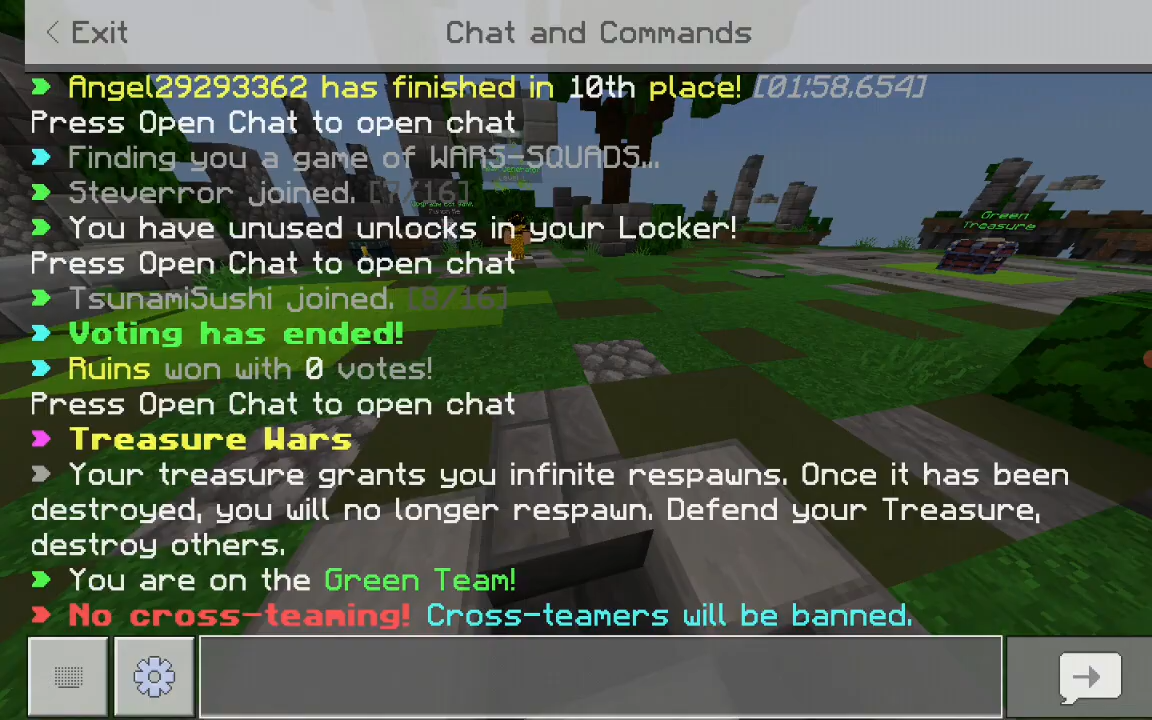 Exit
Chat and Commands
Angel29293362 has finished in 10th place! [01:58.654]
Press Open Chat to open chat
Finding you a game of WARS-SQUADS...
Steverror joined. [7/16]
You have unused unlocks in your Locker!
Press Open Chat to open chat
TsunamiSushi joined. [8/16]
Voting has ended!
Ruins won with 0 votes!
Press Open Chat to open chat
Treasure Wars
Your treasure grants you infinite respawns. Once it has been
destroyed, you will no longer respawn. Defend your Treasure,
destroy others.
You are on the Green Team!
No cross-teaming! Cross-teamers will be banned.
Green
Treasure